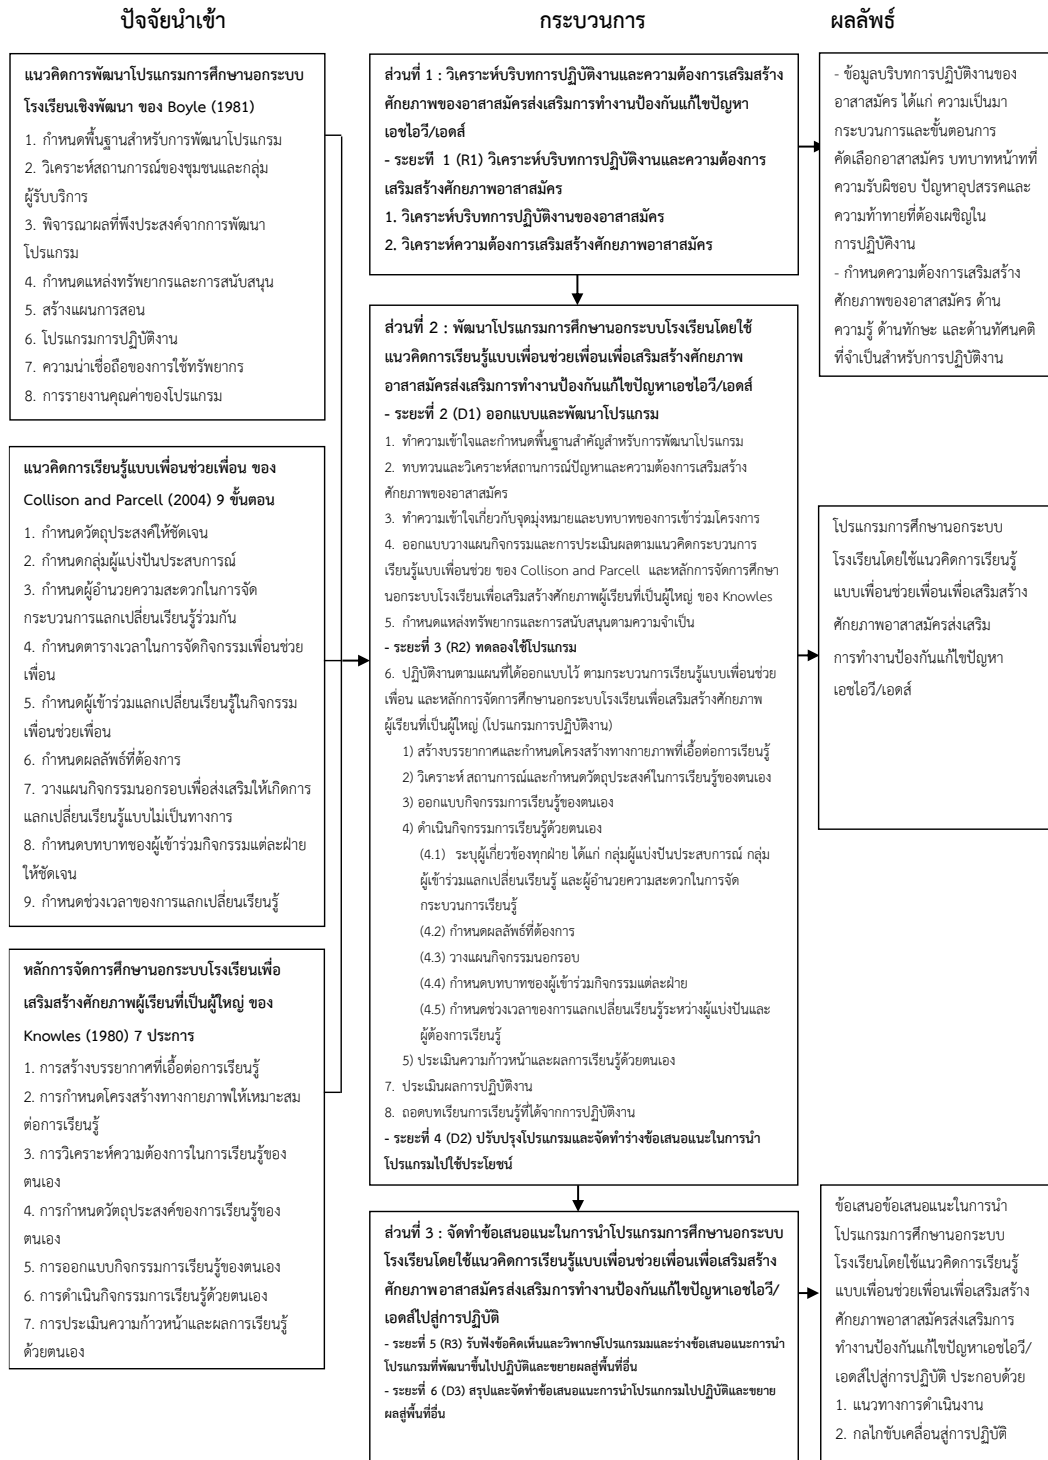 ปัจจัยนำเข้า
แนวคิดการพัฒนาโปรแกรมการศึกษานอกระบบ
โรงเรียนเชิงพัฒนา ของ Boyle (1981)
1. กำหนดพื้นฐานสำหรับการพัฒนาโปรแกรม
2. วิเคราะห์สถานการณ์ของชุมชนและกลุ่ม
ผู้รับบริการ
3. พิจารณาผลที่พึงประสงค์จากการพัฒนา
โปรแกรม
4. กำหนดแหล่งทรัพยากรและการสนับสนุน
5. สร้างแผนการสอน
6. โปรแกรมการปฏิบัติงาน
7. ความน่าเชื่อถือของการใช้ทรัพยากร
8. การรายงานคุณค่าของโปรแกรม
แนวคิดการเรียนรู้แบบเพื่อนช่วยเพื่อน ของ
Collison and Parcell (2004) 9 ขั้นตอน
1. กำหนดวัตถุประสงค์ให้ชัดเจน
2. กำหนดกลุ่มผู้แบ่งปันประสบการณ์
3. กำหนดผู้อำนวยความสะดวกในการจัด
กระบวนการแลกเปลี่ยนเรียนรู้ร่วมกัน
4. กำหนดตารางเวลาในการจัดกิจกรรมเพื่อนช่วย
เพื่อน
5. กำหนดผู้เข้าร่วมแลกเปลี่ยนเรียนรู้ในกิจกรรม
เพื่อนช่วยเพื่อน
6. กำหนดผลลัพธ์ที่ต้องการ
7. วางแผนกิจกรรมนอกรอบเพื่อส่งเสริมให้เกิดการ
แลกเปลี่ยนเรียนรู้แบบไม่เป็นทางการ
8. กำหนดบทบาทชองผู้เข้าร่วมกิจกรรมแต่ละฝ่าย
ให้ชัดเจน
9. กำหนดช่วงเวลาของการแลกเปลี่ยนเรียนรู้
หลักการจัดการศึกษานอกระบบโรงเรียนเพื่อ
เสริมสร้างศักยภาพผู้เรียนที่เป็นผู้ใหญ่ ของ
Knowles (1980) 7 ประการ
1. การสร้างบรรยากาศที่เอื้อต่อการเรียนรู้
2. การกำหนดโครงสร้างทางกายภาพให้เหมาะสม
ต่อการเรียนรู้
3. การวิเคราะห์ความต้องการในการเรียนรู้ของ
ตนเอง
4. การกำหนดวัตถุประสงค์ของการเรียนรู้ของ
ตนเอง
5. การออกแบบกิจกรรมการเรียนรู้ของตนเอง
6. การดำเนินกิจกรรมการเรียนรู้ด้วยตนเอง
7. การประเมินความก้าวหน้าและผลการเรียนรู้
ด้วยตนเอง
กระบวนการ
ส่วนที่ 1 : วิเคราะห์บริบทการปฏิบัติงานและความต้องการเสริมสร้าง
ศักยภาพของอาสาสมัครส่งเสริมการทำงานป้องกันแก้ไขปัญหา
เอชไอวี/เอดส์
- ระยะที่ 1 (R1) วิเคราะห์บริบทการปฏิบัติงานและความต้องการ
เสริมสร้างศักยภาพอาสาสมัคร
1. วิเคราะห์บริบทการปฏิบัติงานของอาสาสมัคร
2. วิเคราะห์ความต้องการเสริมสร้างศักยภาพอาสาสมัคร
ส่วนที่ 2 : พัฒนาโปรแกรมการศึกษานอกระบบโรงเรียนโดยใช้
แนวคิดการเรียนรู้แบบเพื่อนช่วยเพื่อนเพื่อเสริมสร้างศักยภาพ
อาสาสมัครส่งเสริมการทำงานป้องกันแก้ไขปัญหาเอชไอวี/เอดส์
- ระยะที่ 2 (D1) ออกแบบและพัฒนาโปรแกรม
1. ทำความเข้าใจและกำหนดพื้นฐานสำคัญสำหรับการพัฒนาโปรแกรม
2. ทบทวนและวิเคราะห์สถานการณ์ปัญหาและความต้องการเสริมสร้าง
ศักยภาพของอาสาสมัคร
3. ทำความเข้าใจเกี่ยวกับจุดมุ่งหมายและบทบาทของการเข้าร่วมโครงการ
4. ออกแบบวางแผนกิจกรรมและการประเมินผลตามแนวคิดกระบวนการ
เรียนรู้แบบเพื่อนช่วย ของ Collison and Parcell และหลักการจัดการศึกษา
นอกระบบโรงเรียนเพื่อเสริมสร้างศักยภาพผู้เรียนที่เป็นผู้ใหญ่ ของ Knowles
5. กำหนดแหล่งทรัพยากรและการสนับสนุนตามความจำเป็น
- ระยะที่ 3 (R2) ทดลองใช้โปรแกรม
6. ปฏิบัติงานตามแผนที่ได้ออกแบบไว้ ตามกระบวนการเรียนรู้แบบเพื่อนช่วย
เพื่อน และหลักการจัดการศึกษานอกระบบโรงเรียนเพื่อเสริมสร้างศักยภาพ
ผู้เรียนที่เป็นผู้ใหญ่ (โปรแกรมการปฏิบัติงาน)
1) สร้างบรรยากาศและกำหนดโครงสร้างทางกายภาพที่เอื้อต่อการเรียนรู้
2) วิเคราะห์ สถานการณ์และกำหนดวัตถุประสงค์ในการเรียนรู้ของตนเอง
3) ออกแบบกิจกรรมการเรียนรู้ของตนเอง
4) ดำเนินกิจกรรมการเรียนรู้ด้วยตนเอง
(4.1) ระบุผู้เกี่ยวข้องทุกฝ่าย ได้แก่ กลุ่มผู้แบ่งปันประสบการณ์ กลุ่ม
ผู้เข้าร่วมแลกเปลี่ยนเรียนรู้ และผู้อำนวยความสะดวกในการจัด
กระบวนการเรียนรู้
(4.2) กำหนดผลลัพธ์ที่ต้องการ
(4.3) วางแผนกิจกรรมนอกรอบ
(4.4) กำหนดบทบาทชองผู้เข้าร่วมกิจกรรมแต่ละฝ่าย
(4.5) กำหนดช่วงเวลาของการแลกเปลี่ยนเรียนรู้ระหว่างผู้แบ่งปันและ
ผู้ต้องการเรียนรู้
5) ประเมินความก้าวหน้าและผลการเรียนรู้ด้วยตนเอง
7. ประเมินผลการปฏิบัติงาน
8. ถอดบทเรียนการเรียนรู้ที่ได้จากการปฏิบัติงาน
- ระยะที่ 4 (D2) ปรับปรุงโปรแกรมและจัดทำร่างข้อเสนอแนะในการนำ
โปรแกรมไปใช้ประโยชน์
ส่วนที่ 3 : จัดทำข้อเสนอแนะในการนำโปรแกรมการศึกษานอกระบบ
โรงเรียนโดยใช้แนวคิดการเรียนรู้แบบเพื่อนช่วยเพื่อนเพื่อเสริมสร้าง
ศักยภาพอาสาสมัครส่งเสริมการทำงานป้องกันแก้ไขปัญหาเอชไอวี/
เอดส์ไปสู่การปฏิบัติ
- ระยะที่ 5 (R3) รับฟังข้อคิดเห็นและวิพากษ์โปรแกรมมและร่างข้อเสนอแนะการนำ
โปรแกรมที่พัฒนาขึ้นไปปฏิบัติและขยายผลสู่พื้นที่อื่น
- ระยะที่ 6 (D3) สรุปและจัดทำข้อเสนอแนะการนำโปรแกกรมไปปฏิบัติและขยาย
ผลสู่พื้นที่อื่น
ผลลัพธ์
- ข้อมูลบริบทการปฏิบัติงานของ
อาสาสมัคร ได้แก่ ความเป็นมา
กระบวนการและขั้นตอนการ
คัดเลือกอาสาสมัคร บทบาทหน้าที่
ความรับผิชอบ ปัญหาอุปสรรคและ
ความท้าทายที่ต้องเผชิญใน
การปฏิบัคิงาน
- กำหนดความต้องการเสริมสร้าง
ศักยภาพของอาสาสมัคร ด้าน
ความรู้ ด้านทักษะ และด้านทัศนคติ
ที่จำเป็นสำหรับการปฏิบัติงาน
โปรแกรมการศึกษานอกระบบ
โรงเรียนโดยใช้แนวคิดการเรียนรู้
แบบเพื่อนช่วยเพื่อนเพื่อเสริมสร้าง
ศักยภาพอาสาสมัครส่งเสริม
การทำงานป้องกันแก้ไขปัญหา
เอชไอวี/เอดส์
ข้อเสนอข้อเสนอแนะในการนำ
โปรแกรมการศึกษานอกระบบ
โรงเรียนโดยใช้แนวคิดการเรียนรู้
แบบเพื่อนช่วยเพื่อนเพื่อเสริมสร้าง
ศักยภาพอาสาสมัครส่งเสริมการ
ทำงานป้องกันแก้ไขปัญหาเอชไอวี/
เอดส์ไปสู่การปฏิบัติ ประกอบด้วย
1. แนวทางการดำเนินงาน
2. กลไกขับเคลื่อนสู่การปฏิบัติ